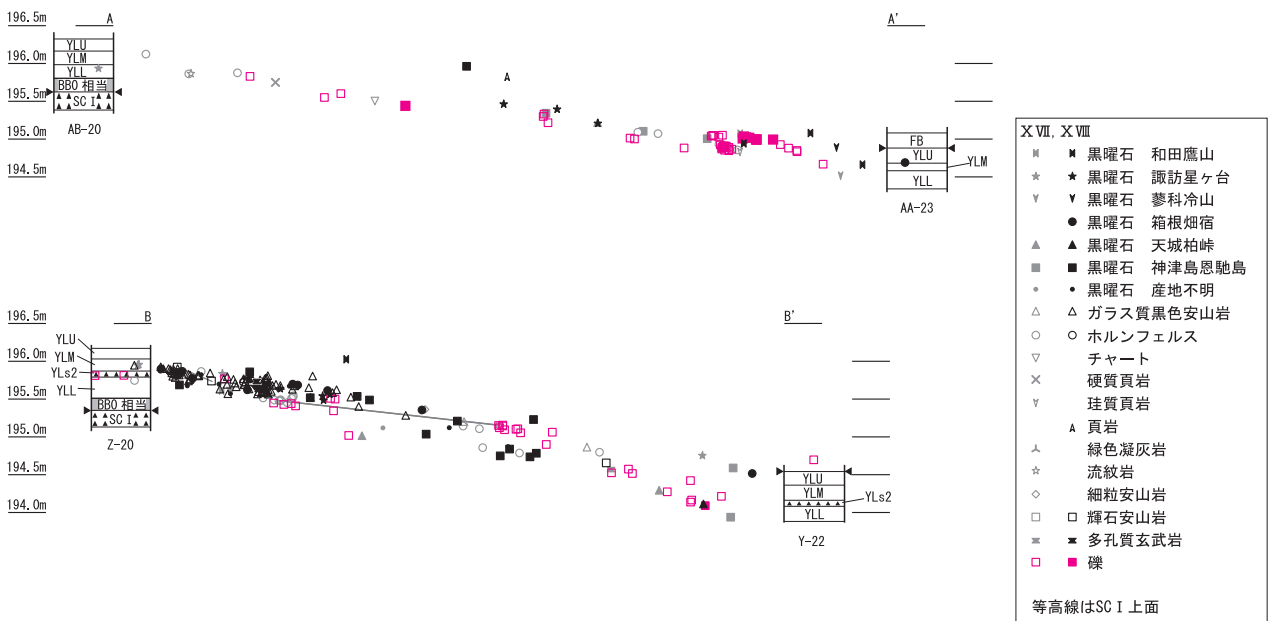 196.5m
A
A'
YLU
YLM
YLL
BB0 相当
SCⅠ
AB-20
196.0m
195.5m
195.0m
194.5m
FB
YLU
YLM
YLL
AA-23
196.5m
B
B'
YLU
YLM
YLs2
YLL
BB0 相当
SCⅠ
Z-20
196.0m
195.5m
195.0m
194.5m
194.0m
YLU
YLM
YLs2
YLL
Y-22
ⅩⅦ, ⅩⅧ
黒曜石 和田鷹山
黒曜石 諏訪星ヶ台
黒曜石 蓼科冷山
黒曜石 箱根畑宿
黒曜石 天城柏峠
黒曜石 神津島恩馳島
黒曜石 産地不明
ガラス質黒色安山岩
ホルンフェルス
チャート
硬質頁岩
珪質頁岩
頁岩
緑色凝灰岩
流紋岩
細粒安山岩
輝石安山岩
多孔質玄武岩
礫
等高線はSCⅠ上面